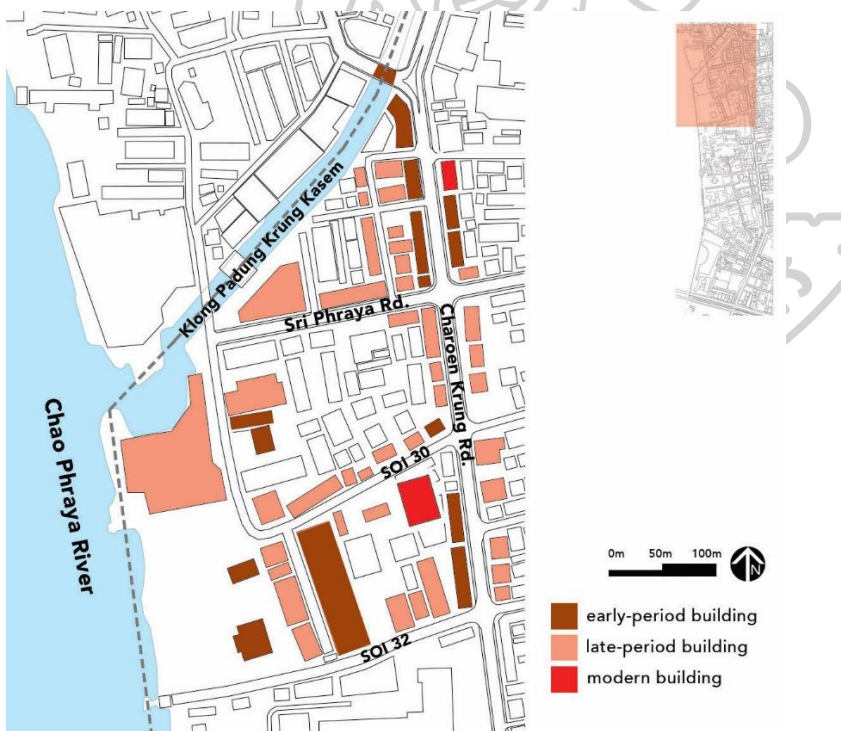 Klong Padung Krung Kasem
Sri Phraya Rd.
Charoen Krung Rd.
Chao Phraya River
SOI 30
SOI 32
0m 50m 100m
N
early-period building
late-period building
modern building